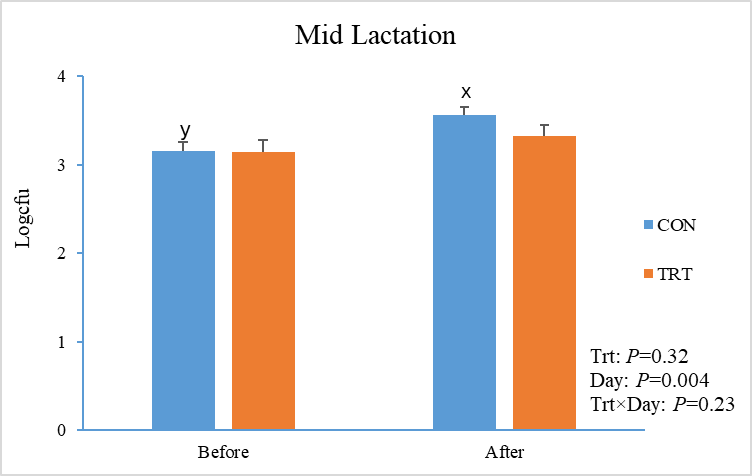 Mid Lactation
4
3
2
1
0
Logcfu
y
x
Before
After
CON
TRT
Trt: P=0.32
Day: P=0.004
Trt×Day: P=0.23